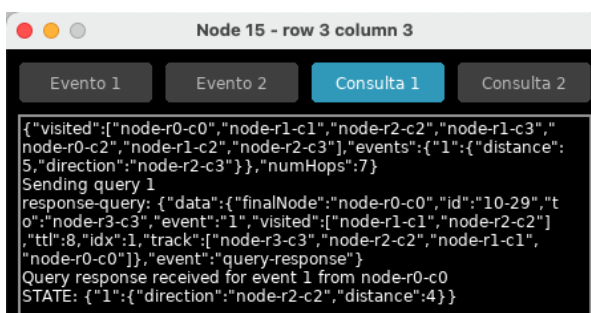 Node 15 - row 3 column 3
Evento 1 Evento 2 Consulta 1 Consulta 2
{"visited":["node-r0-c0","node-r1-c1","node-r2-c2","node-r1-c3","
node-r0-c2","node-r1-c2","node-r2-c3"],"events":{"1":{"distance":
5,"direction":"node-r2-c3"}},"numHops":7}
Sending query 1
response-query: {"data":{"finalNode":"node-r0-c0","id":"10-29","t
o":"node-r3-c3","event":"1","visited":["node-r1-c1","node-r2-c2"]
,"ttl":8,"idx":1,"track":["node-r3-c3","node-r2-c2","node-r1-c1",
"node-r0-c0"]},"event":"query-response"}
Query response received for event 1 from node-r0-c0
STATE: {"1":{"direction":"node-r2-c2","distance":4}}